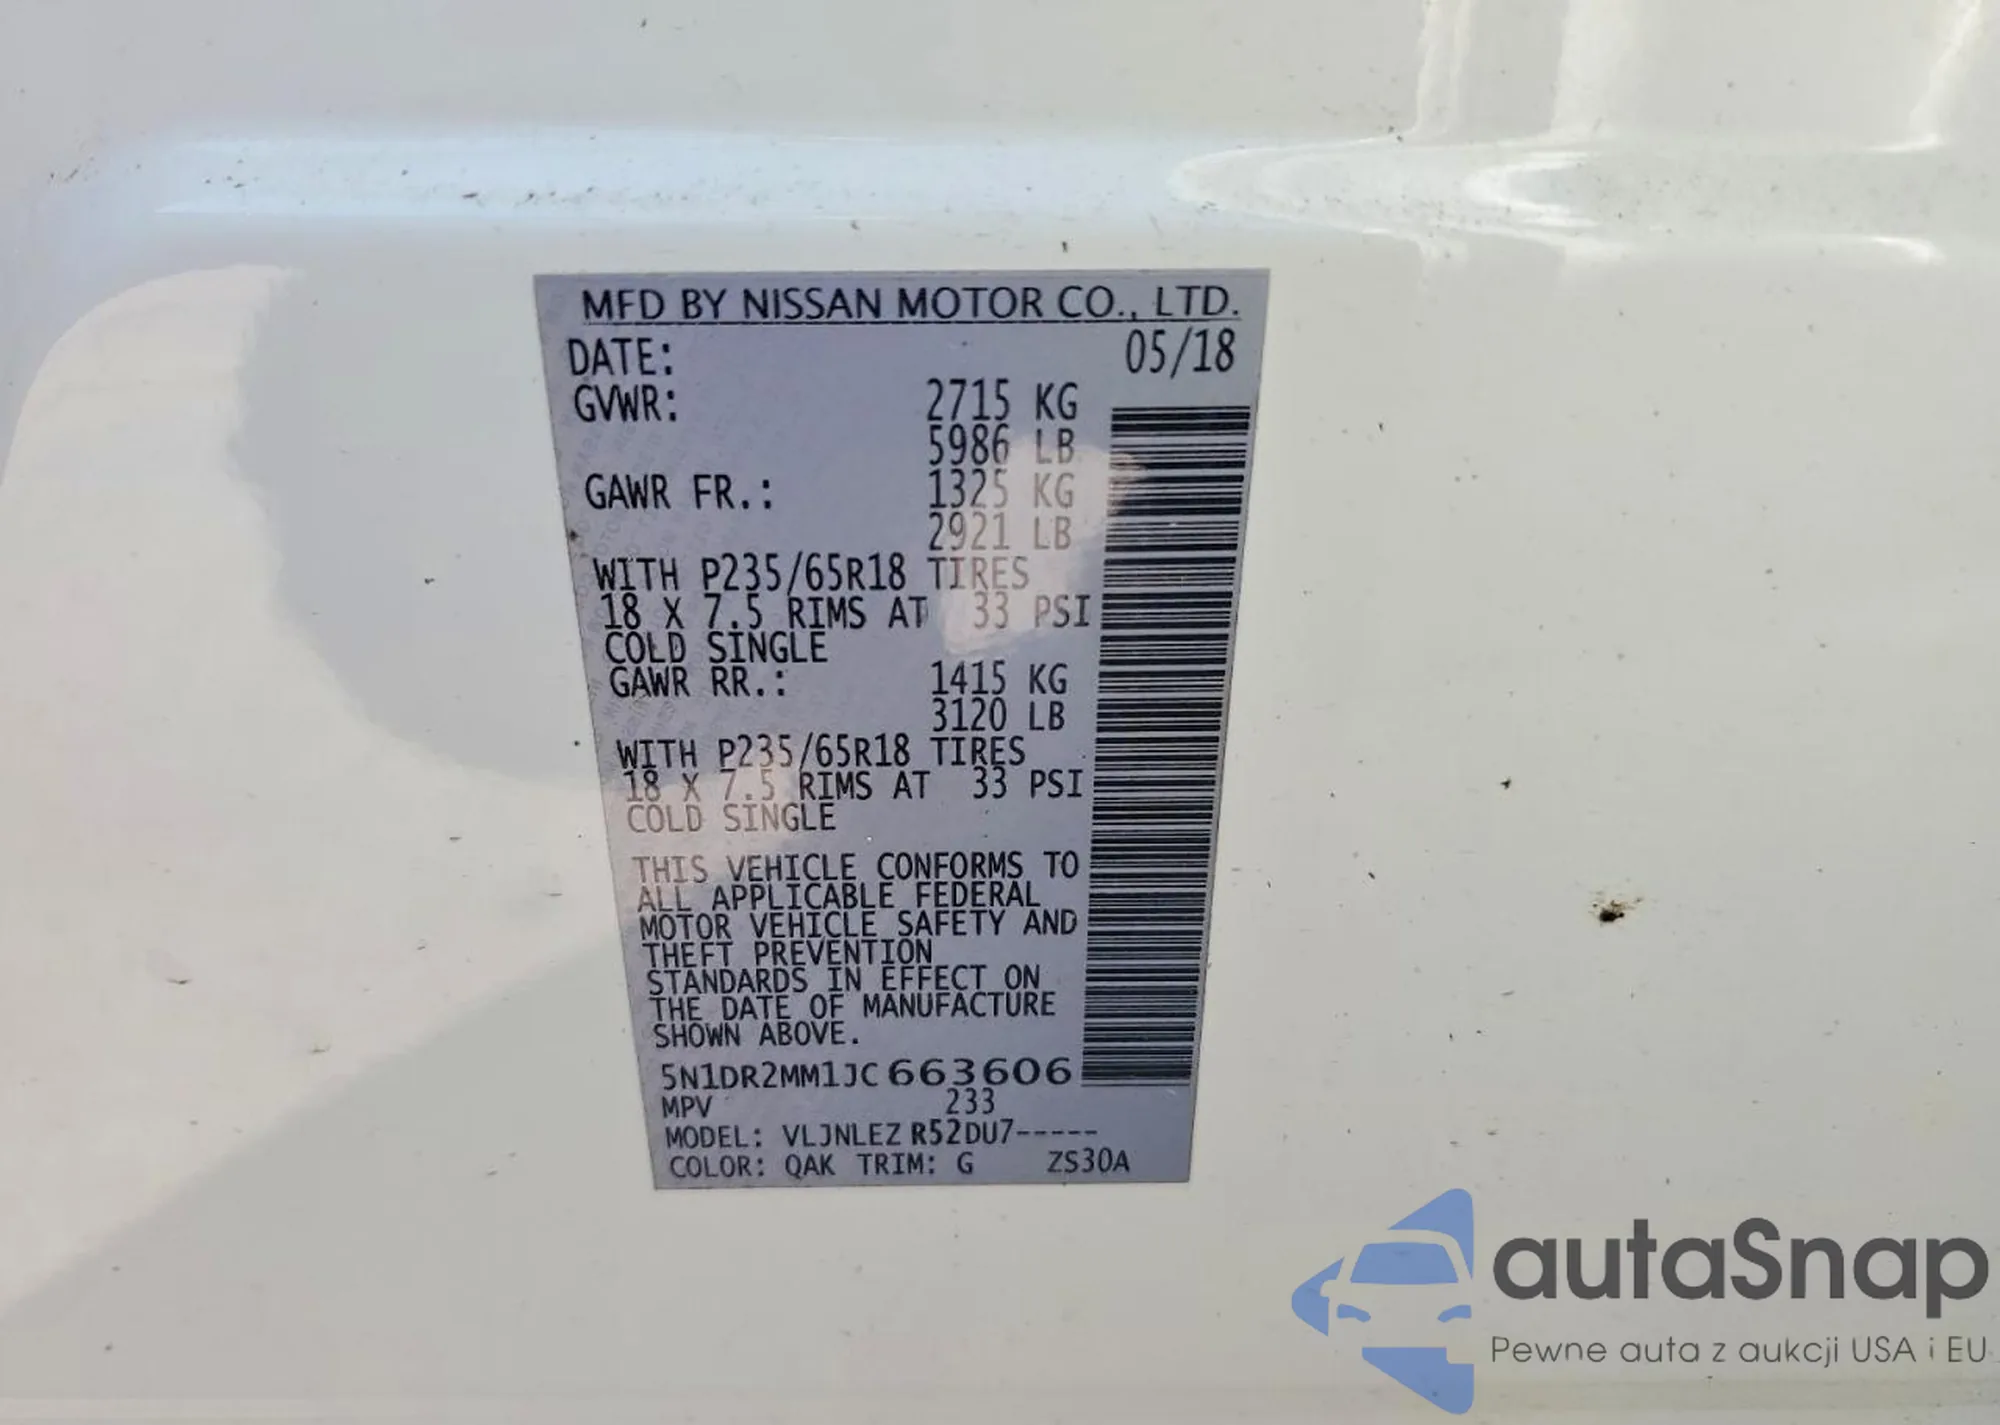 MFD BY NISSAN MOTOR CO., LTD.
DATE: 05/18
GVWR: 2715 KG
5986 LB
GAWR FR.: 1325 KG
2921 LB
WITH P235/65R18 TIRES
18 X 7.5 RIMS AT 33 PSI
COLD SINGLE
GAWR RR.: 1415 KG
3120 LB
WITH P235/65R18 TIRES
18 X 7.5 RIMS AT 33 PSI
COLD SINGLE
THIS VEHICLE CONFORMS TO
ALL APPLICABLE FEDERAL
MOTOR VEHICLE SAFETY AND
THEFT PREVENTION
STANDARDS IN EFFECT ON
THE DATE OF MANUFACTURE
SHOWN ABOVE.
5N1DR2MM1JC663606
MPV 233
MODEL: VLJNLEZ R52DU7-----
COLOR: QAK TRIM: G ZS30A
autaSnap
Pewne auta z aukcji USA i EU